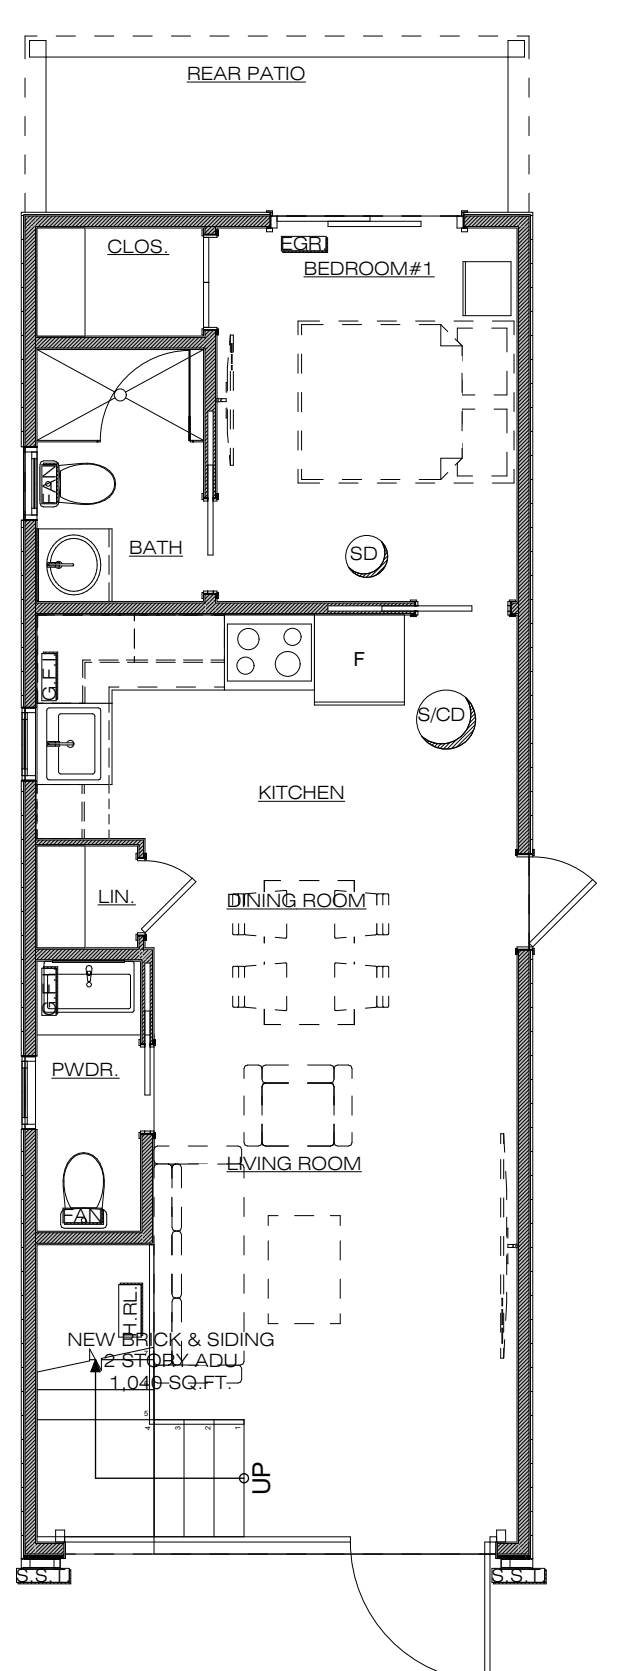 REAR PATIO
CLOS.
EGR.
BEDROOM#1
FAN
BATH
SD
G.F.I
F
S/CD
KITCHEN
LIN.
DINING ROOM
G.F.I
PWDR.
LIVING ROOM
FAN
H.RL.
NEW BRICK & SIDING
2 STORY ADU
1,040 SQ.FT.
5
4
3
2
1
UP
S.S.D
S.S.D